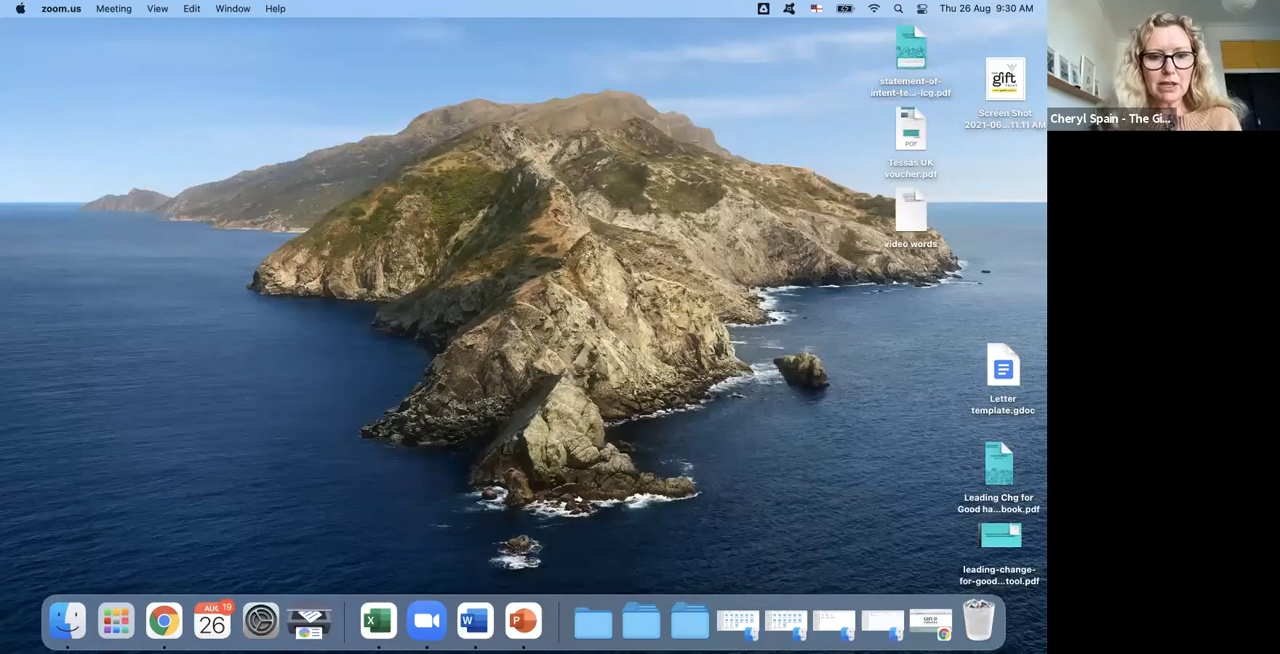 zoom.us Meeting View Edit Window Help Thu 26 Aug 9:30 AM
statement-of-
intent-te...-lcg.pdf
gift
Screen Shot
2021-06...11.11 AM
Cheryl Spain - The Gi...
PDF
Tessas UK
voucher.pdf
video words
Letter
template.gdoc
Leading Chg for
Good ha...book.pdf
leading-change-
for-good...tool.pdf
AUG 19
26
X
W
P